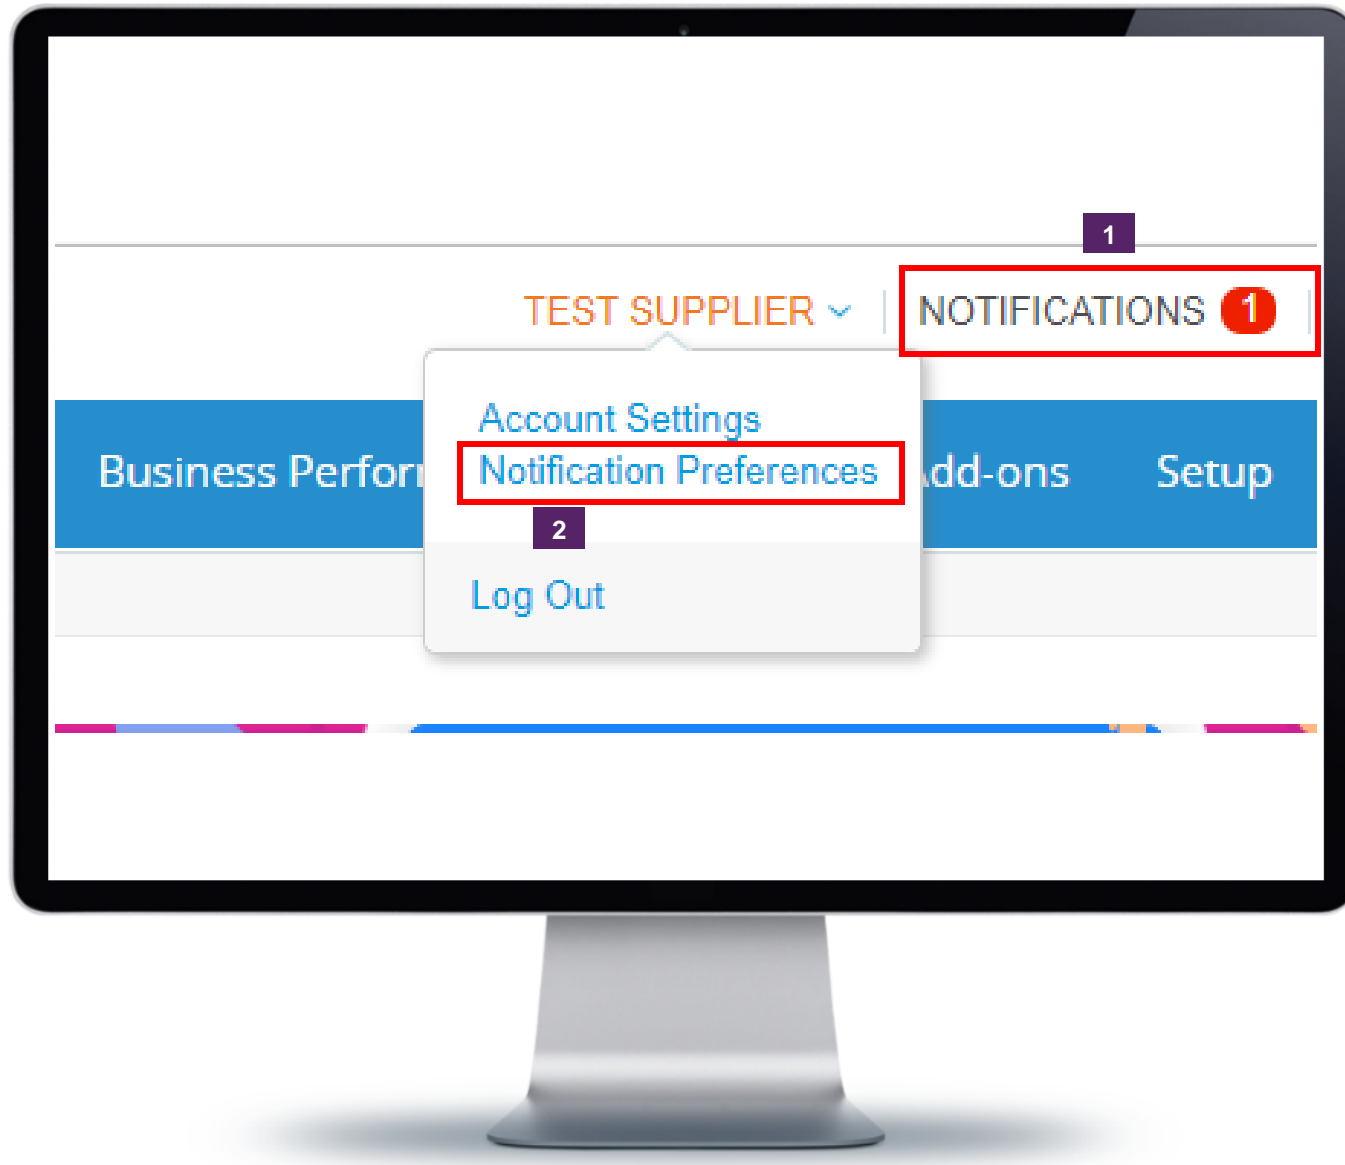 1
TEST SUPPLIER
NOTIFICATIONS 1
Account Settings
Business Perfor
Notification Preferences
dd-ons
Setup
2
Log Out